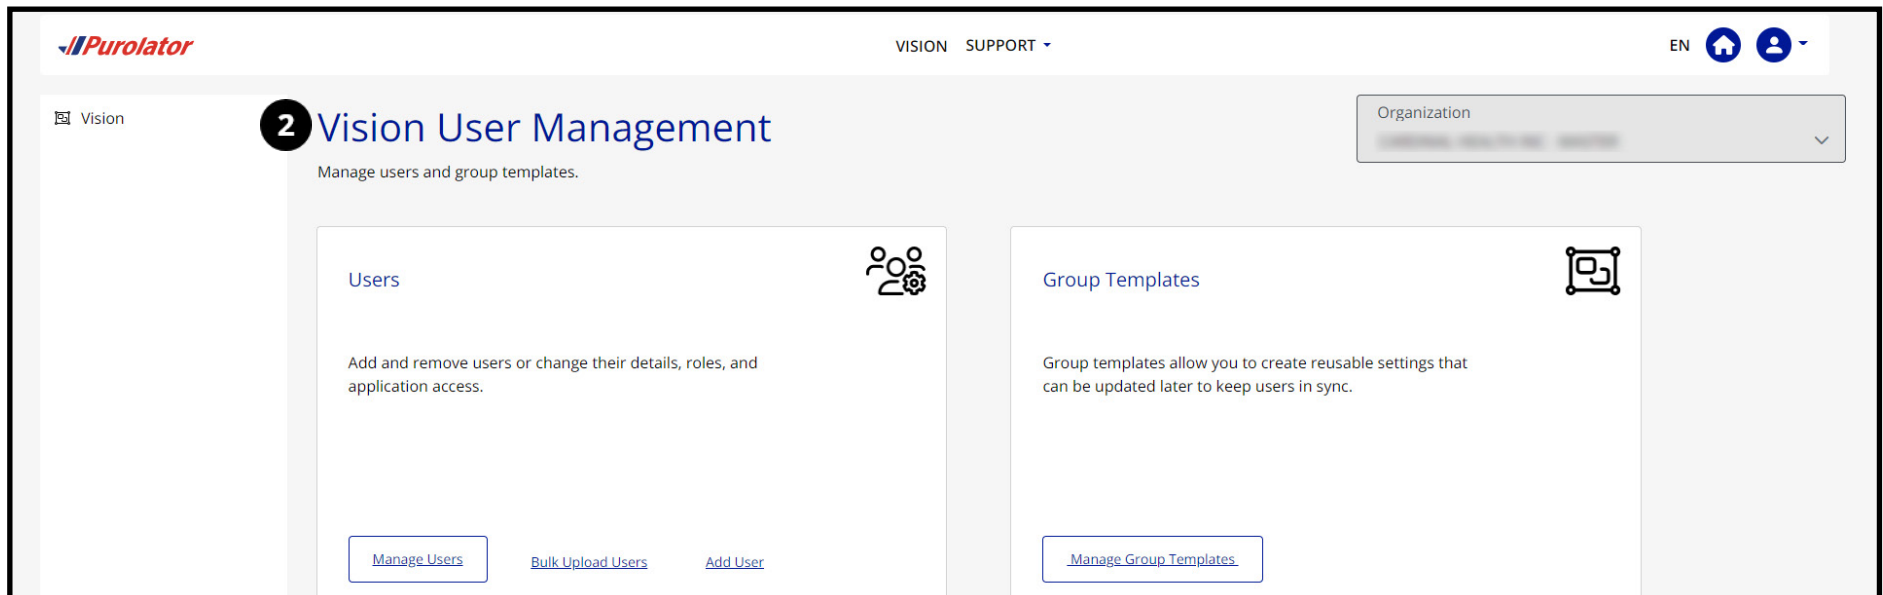 Purolator
VISION SUPPORT
EN
Vision
2
Vision User Management
Manage users and group templates.
Organization
Users
Add and remove users or change their details, roles, and
application access.
Manage Users
Bulk Upload Users
Add User
Group Templates
Group templates allow you to create reusable settings that
can be updated later to keep users in sync.
Manage Group Templates